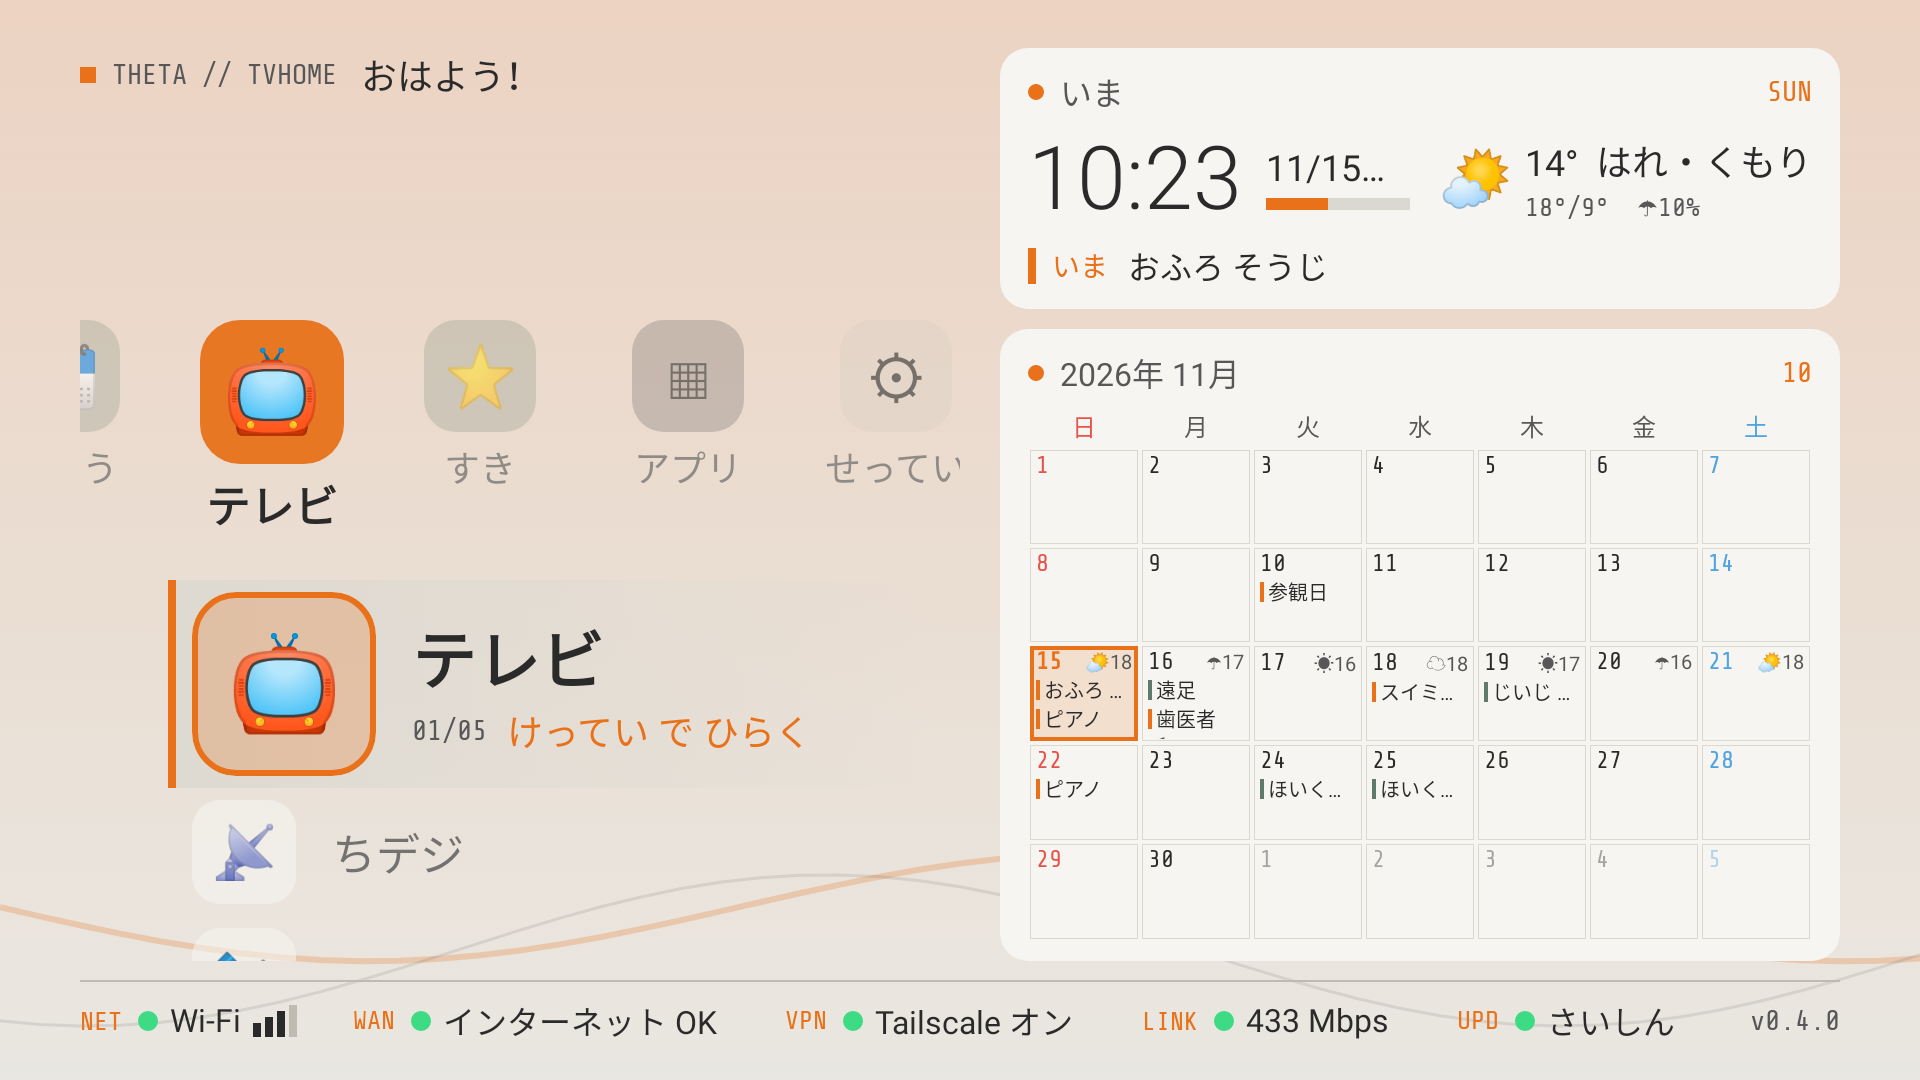 THETA // TVHOME おはよう!
う
テレビ
すき
アプリ
せってい
テレビ
01/05 けってい で ひらく
ちデジ
いま SUN
10:23 11/15… 14° はれ・くもり
18°/9° ☂10%
いま おふろ そうじ
2026年 11月 10
日 月 火 水 木 金 土
1 2 3 4 5 6 7
8 9 10 11 12 13 14
参観日
15 18 16 ☂17 17 16 18 18 19 17 20 ☂16 21 18
おふろ … 遠足 スイミ… じいじ …
ピアノ 歯医者
22 23 24 25 26 27 28
ピアノ ほいく… ほいく…
29 30 1 2 3 4 5
NET Wi-Fi WAN インターネット OK VPN Tailscale オン LINK 433 Mbps UPD さいしん v0.4.0